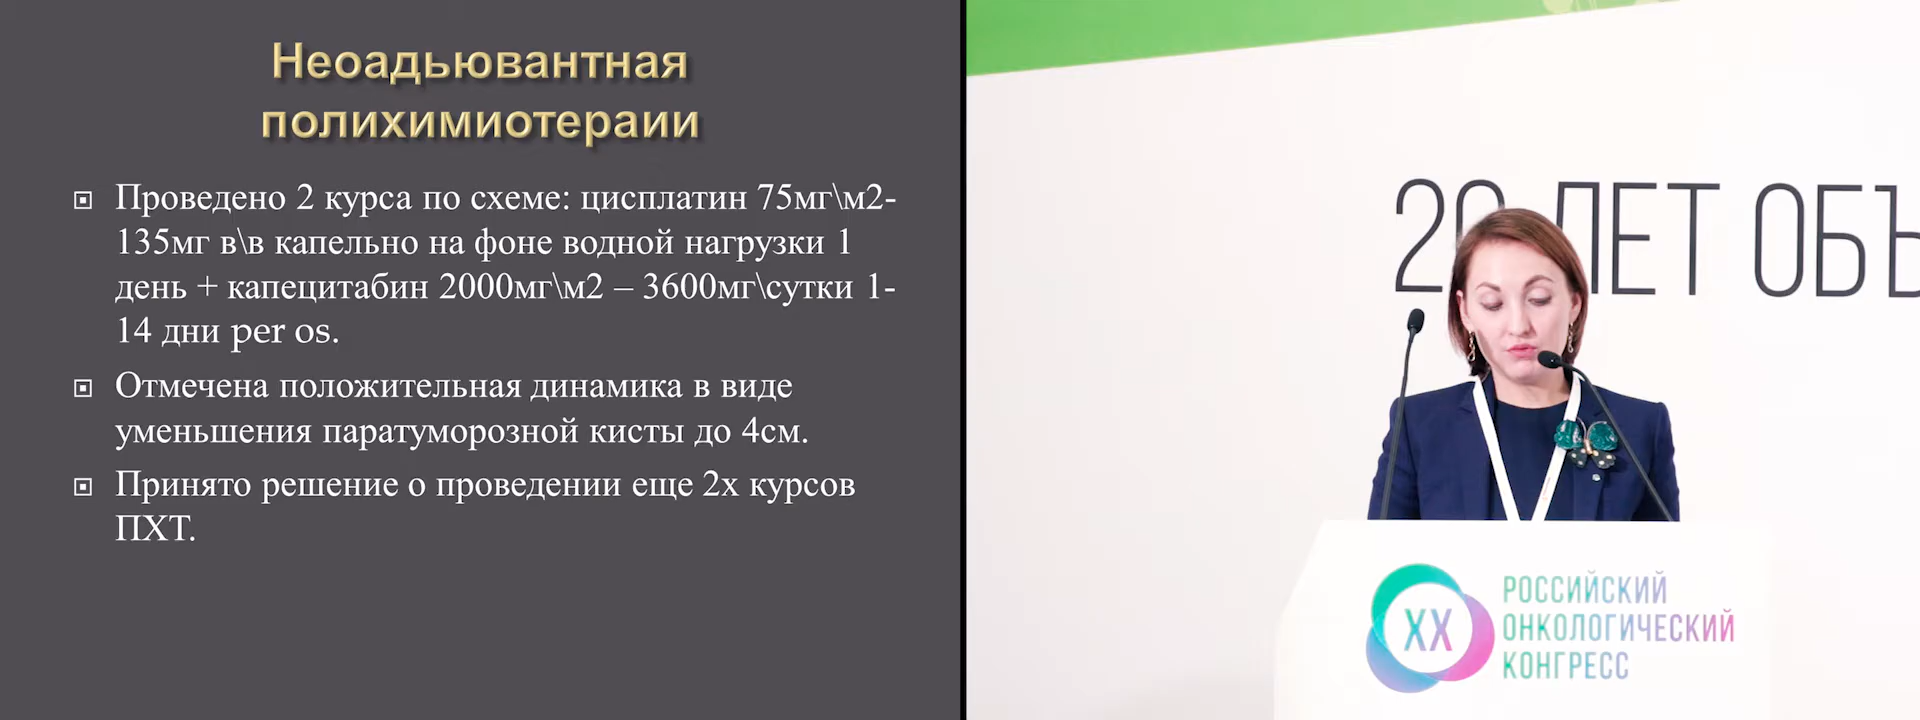 Неоадьювантная
полихимиотераии
Проведено 2 курса по схеме: цисплатин 75мг\м2-
135мг в\в капельно на фоне водной нагрузки 1
день + капецитабин 2000мг\м2 – 3600мг\сутки 1-
14 дни per os.
Отмечена положительная динамика в виде
уменьшения паратуморозной кисты до 4см.
Принято решение о проведении еще 2х курсов
ПХТ.
20 ЛЕТ ОБЪ
XX
РОССИЙСКИЙ
ОНКОЛОГИЧЕСКИЙ
КОНГРЕСС